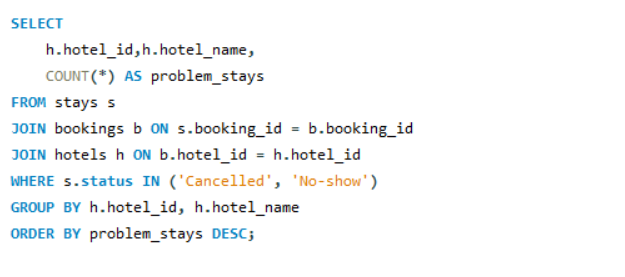 SELECT
    h.hotel_id,h.hotel_name,
    COUNT(*) AS problem_stays
FROM stays s
JOIN bookings b ON s.booking_id = b.booking_id
JOIN hotels h ON b.hotel_id = h.hotel_id
WHERE s.status IN ('Cancelled', 'No-show')
GROUP BY h.hotel_id, h.hotel_name
ORDER BY problem_stays DESC;